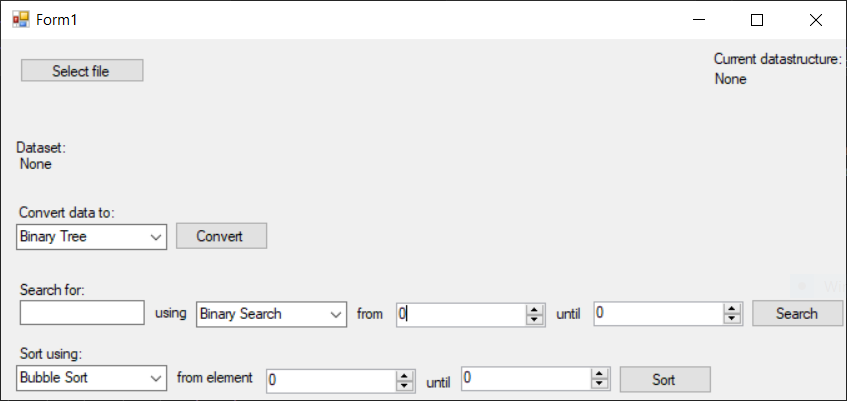 Form1
Select file
Current datastructure:
None
Dataset:
None
Convert data to:
Binary Tree Convert
Search for:
using Binary Search from 0 until 0 Search
Sort using:
Bubble Sort from element 0 until 0 Sort